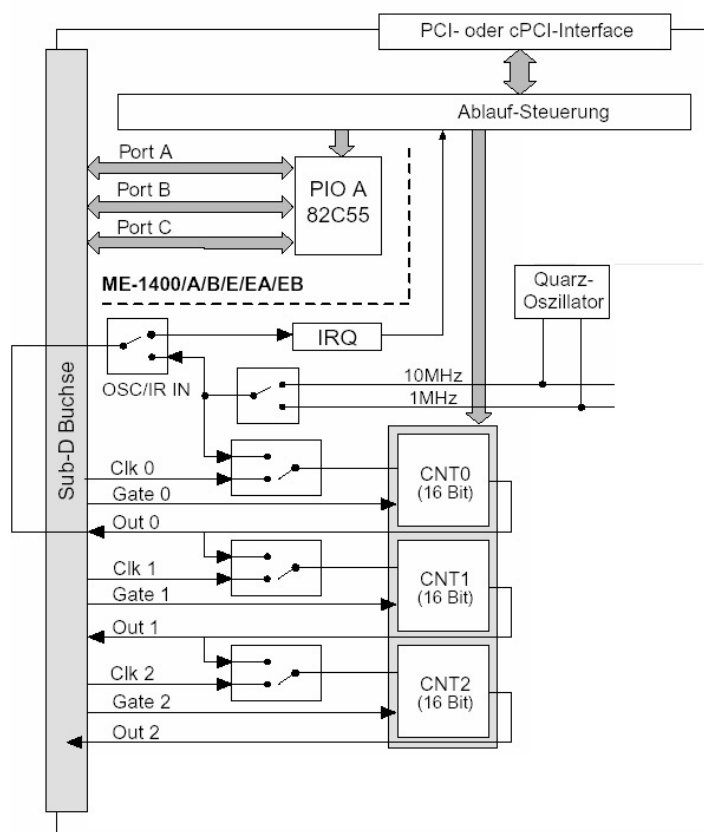 PCI- oder cPCI-Interface
Ablauf-Steuerung
Port A
Port B
Port C
PIO A
82C55
ME-1400/A/B/E/EA/EB
Quarz-
Oszillator
IRQ
OSC/IR IN
10MHz
1MHz
Sub-D Buchse
Clk 0
Gate 0
Out 0
CNT0
(16 Bit)
Clk 1
Gate 1
Out 1
CNT1
(16 Bit)
Clk 2
Gate 2
Out 2
CNT2
(16 Bit)